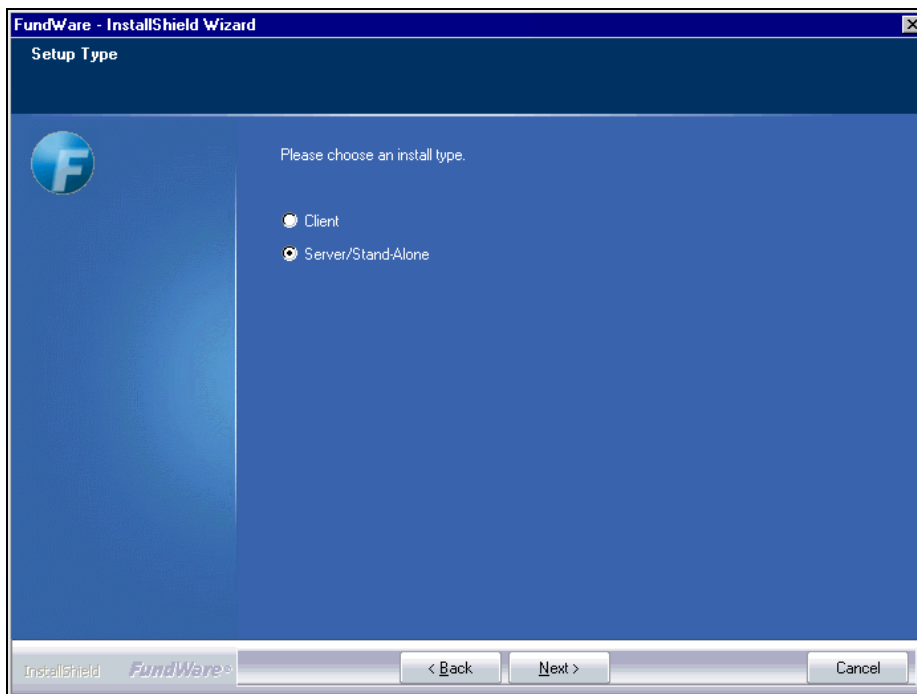 FundWare - InstallShield Wizard
Setup Type
F
Please choose an install type.
Client
Server/Stand-Alone
InstallShield FundWare®
< Back Next > Cancel